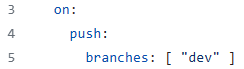 3 on:
4 push:
5 branches: [ "dev" ]